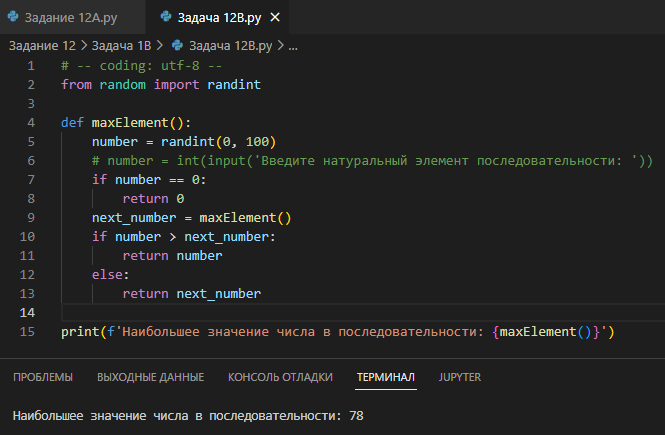 Задание 12A.py Задача 12B.py ×
Задание 12 > Задача 1B > Задача 12B.py > ...
1 # -- coding: utf-8 --
2 from random import randint
3
4 def maxElement():
5 number = randint(0, 100)
6 # number = int(input('Введите натуральный элемент последовательности: '))
7 if number == 0:
8 return 0
9 next_number = maxElement()
10 if number > next_number:
11 return number
12 else:
13 return next_number
14
15 print(f'Наибольшее значение числа в последовательности: {maxElement()}')
ПРОБЛЕМЫ ВЫХОДНЫЕ ДАННЫЕ КОНСОЛЬ ОТЛАДКИ ТЕРМИНАЛ JUPYTER
Наибольшее значение числа в последовательности: 78